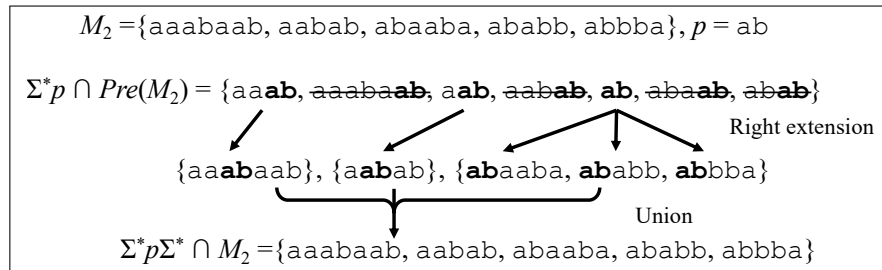 M₂ ={aaabaab, aabab, abaaba, ababb, abbba}, p = ab
Σ*p ∩ Pre(M₂) = {aaab, aaabaab, aab, aabab, ab, abaab, abab}
Right extension
{aaabaab}, {aabab}, {abaaba, ababb, abbba}
Union
Σ*pΣ* ∩ M₂ ={aaabaab, aabab, abaaba, ababb, abbba}